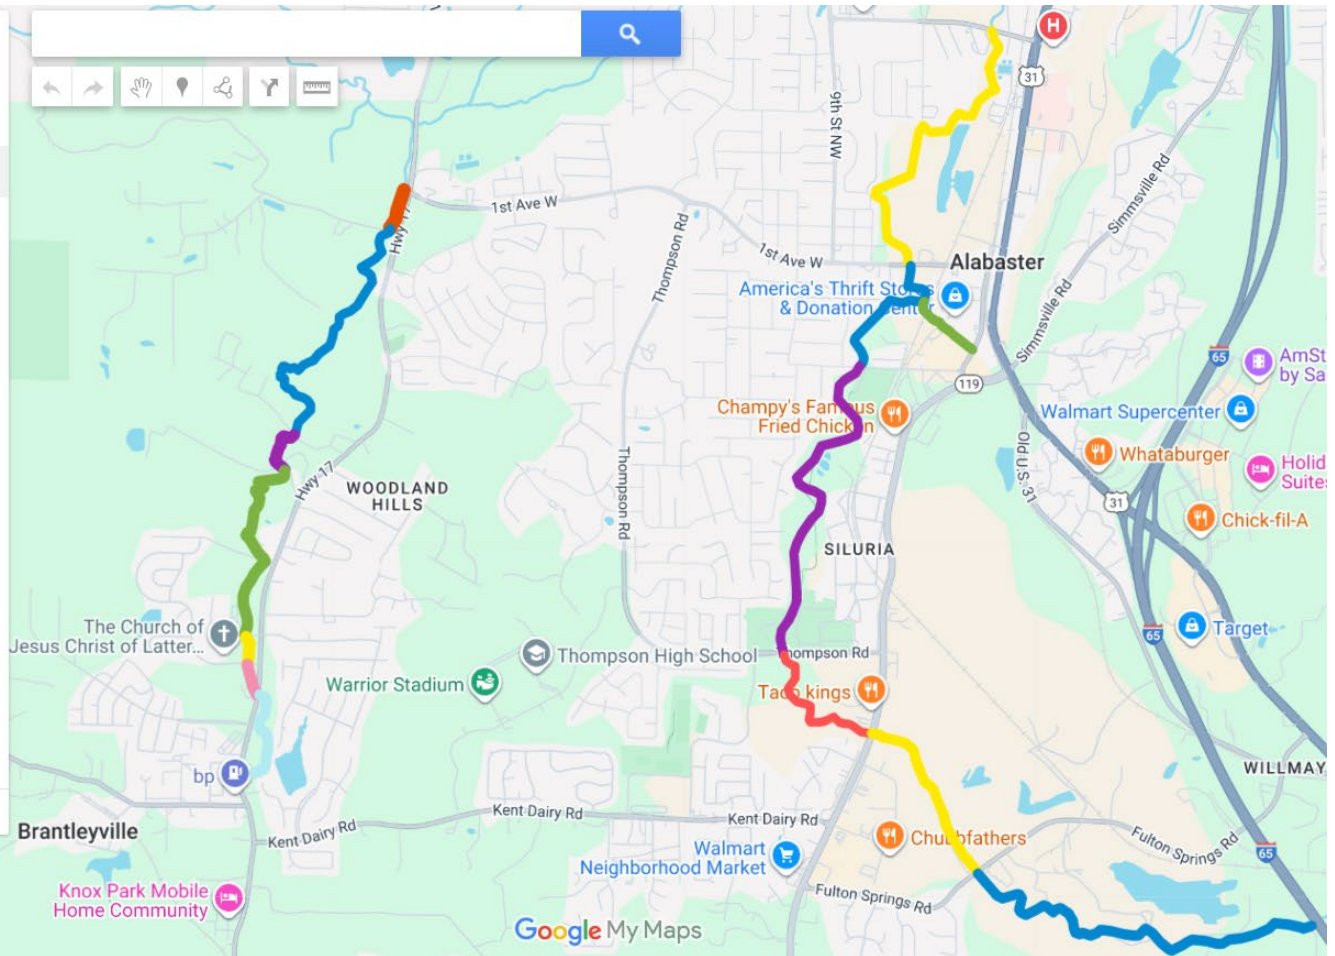 31
9th St NW
Simmsville Rd
Hwy 17
1st Ave W
Thompson Rd
1st Ave W
Alabaster
America's Thrift Stores
& Donation Center
Simmsville Rd
65
AmSt
by Sa
119
Champy's Famous
Fried Chicken
Walmart Supercenter
Old U.S. 31
Whataburger
Holid
Suites
Hwy 17
WOODLAND
HILLS
Thompson Rd
31
Chick-fil-A
SILURIA
The Church of
Jesus Christ of Latter...
65
Target
Thompson High School
Thompson Rd
Warrior Stadium
Taco kings
bp
WILLMAY
Kent Dairy Rd
Kent Dairy Rd
Brantleyville
Kent Dairy Rd
Chubbfathers
Fulton Springs Rd
65
Walmart
Neighborhood Market
Knox Park Mobile
Home Community
Fulton Springs Rd
Google My Maps